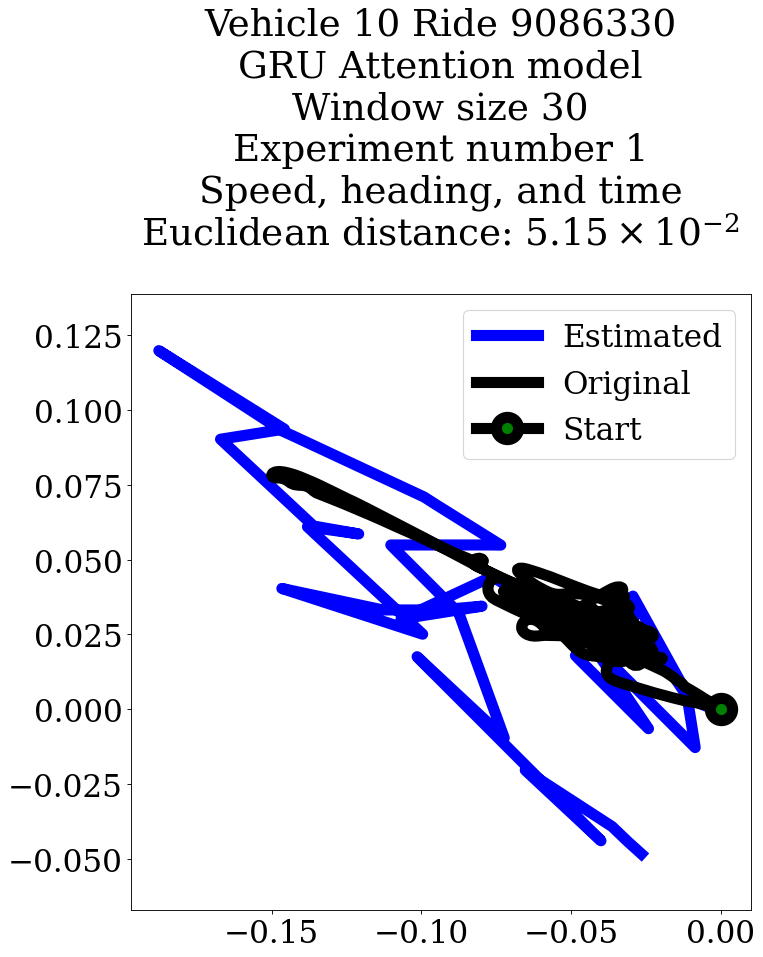 Vehicle 10 Ride 9086330
GRU Attention model
Window size 30
Experiment number 1
Speed, heading, and time
Euclidean distance: 5.15 × 10⁻²
Estimated
Original
Start
0.125
0.100
0.075
0.050
0.025
0.000
−0.025
−0.050
−0.15
−0.10
−0.05
0.00